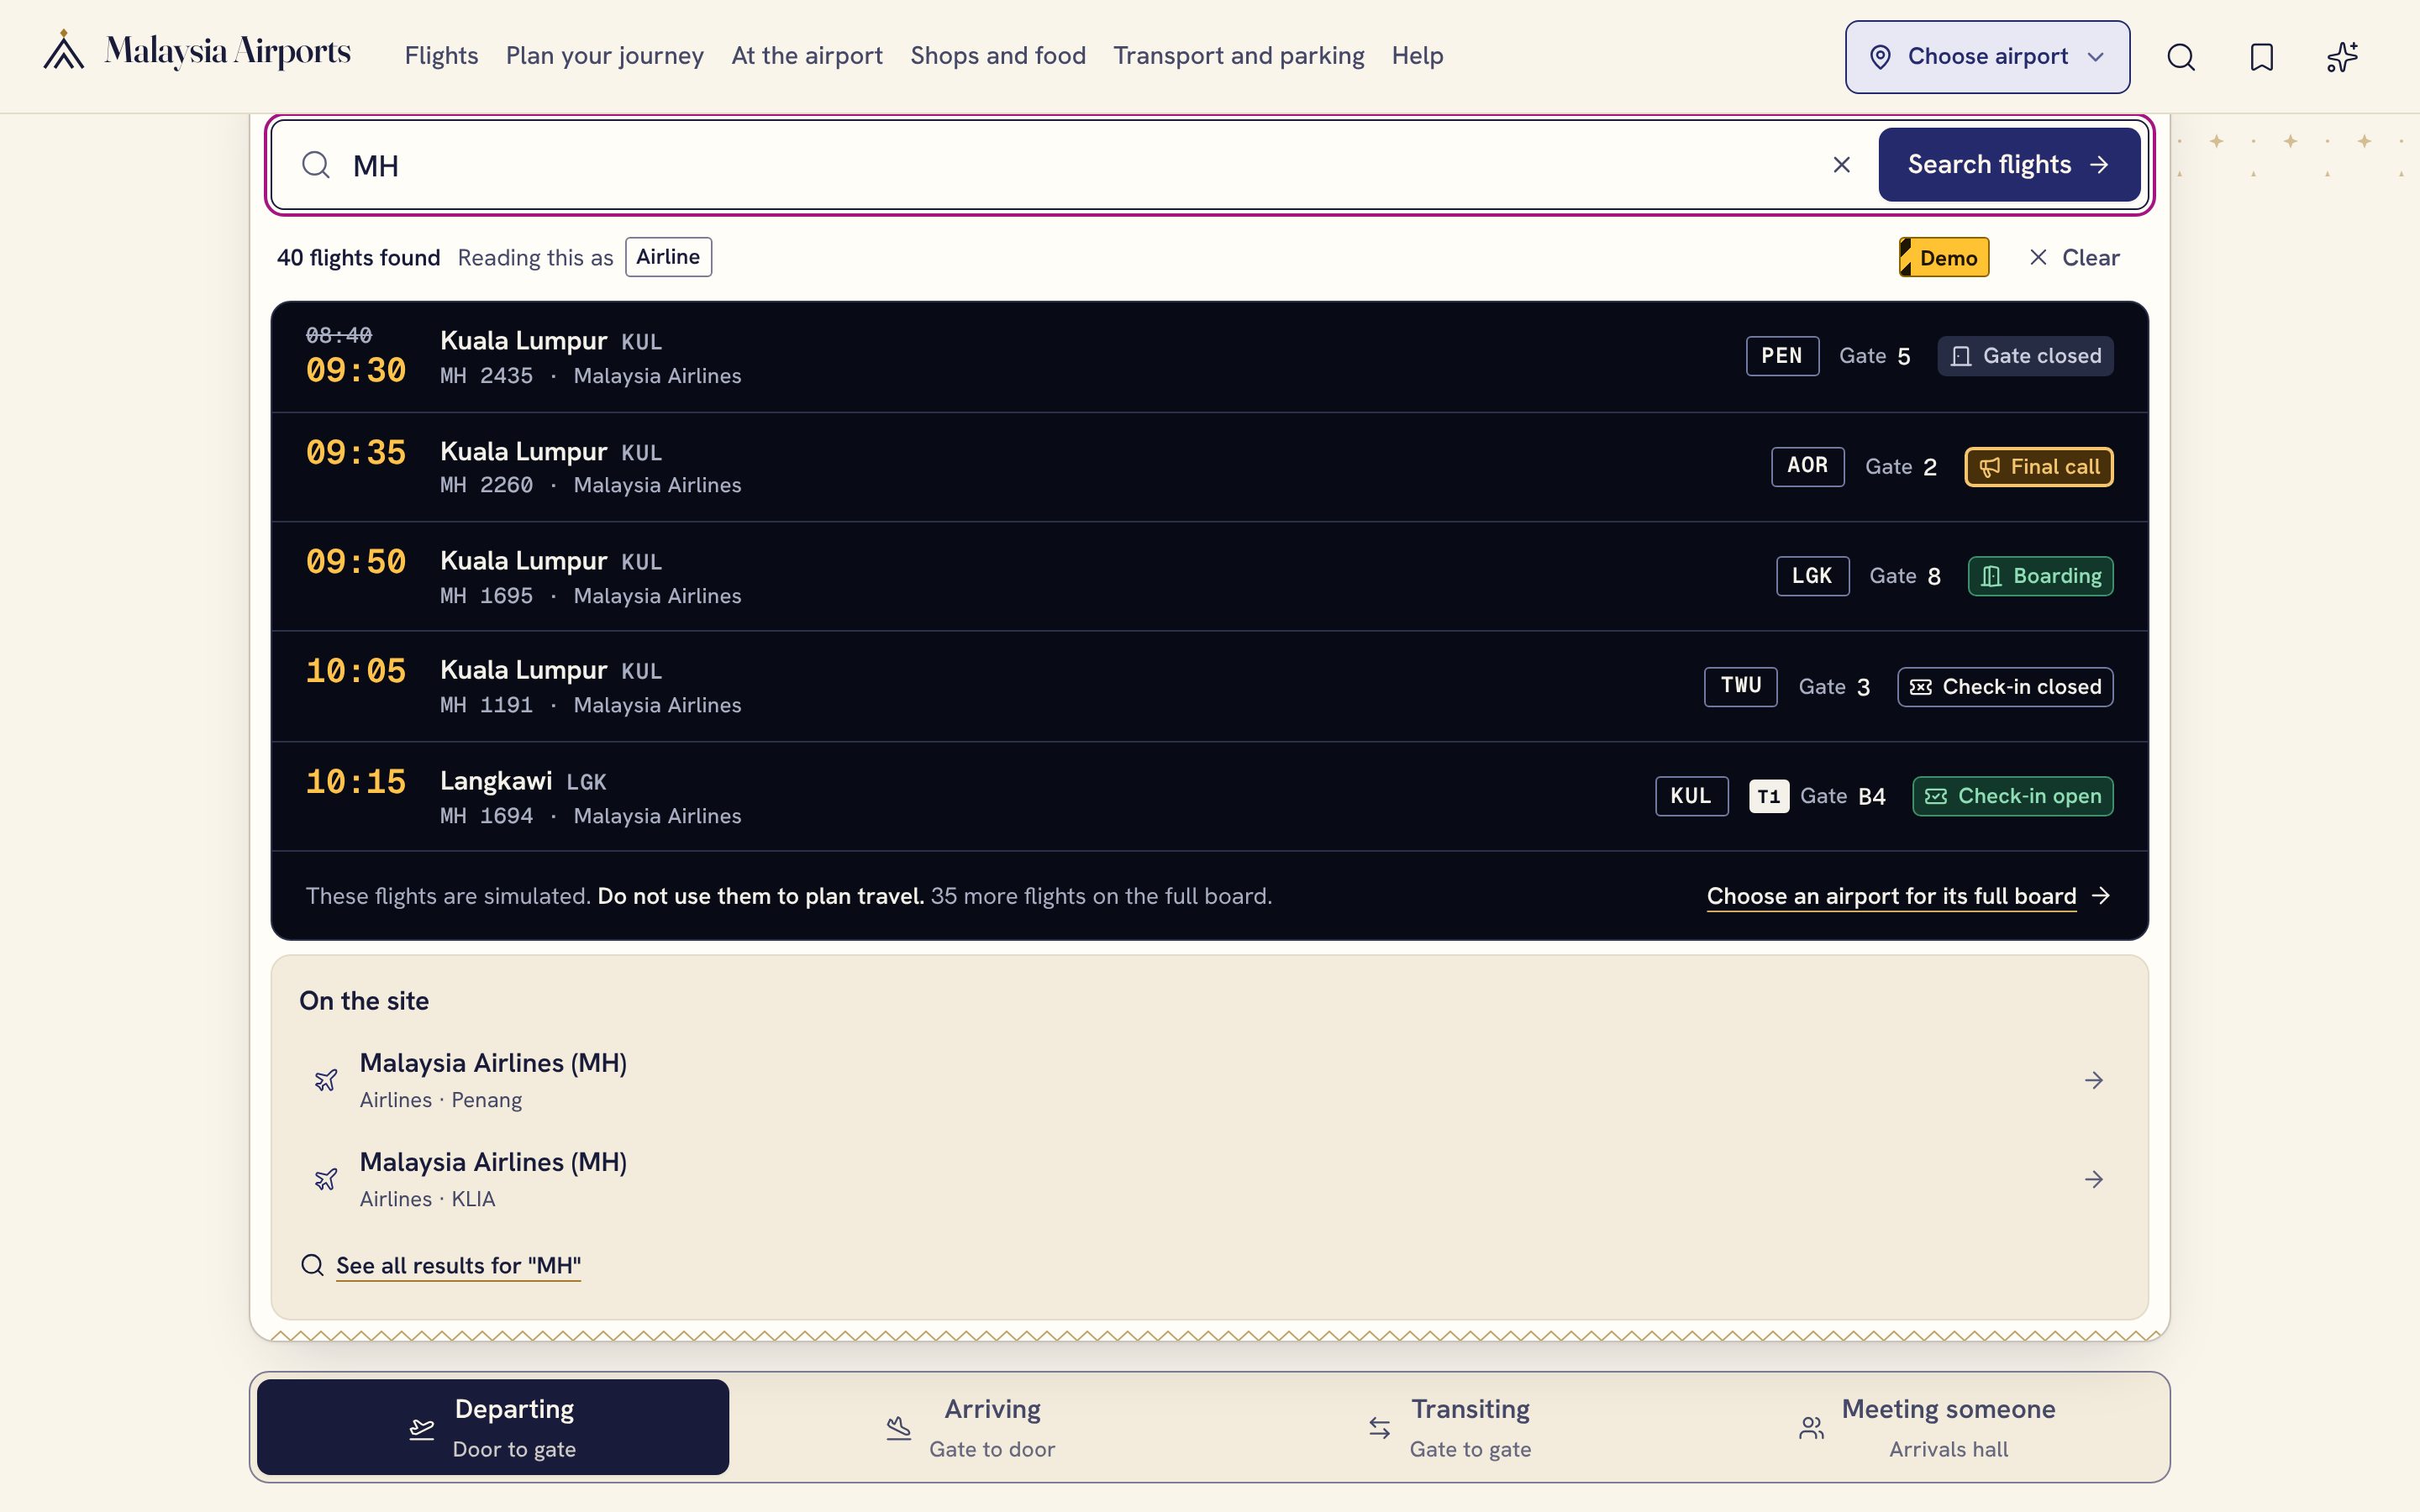 Malaysia Airports
Flights Plan your journey At the airport Shops and food Transport and parking Help
Choose airport
MH
Search flights
40 flights found Reading this as Airline
Demo
Clear
08:40
09:30
Kuala Lumpur KUL
MH 2435 · Malaysia Airlines
PEN Gate 5 Gate closed
09:35
Kuala Lumpur KUL
MH 2260 · Malaysia Airlines
AOR Gate 2 Final call
09:50
Kuala Lumpur KUL
MH 1695 · Malaysia Airlines
LGK Gate 8 Boarding
10:05
Kuala Lumpur KUL
MH 1191 · Malaysia Airlines
TWU Gate 3 Check-in closed
10:15
Langkawi LGK
MH 1694 · Malaysia Airlines
KUL T1 Gate B4 Check-in open
These flights are simulated. Do not use them to plan travel. 35 more flights on the full board.
Choose an airport for its full board
On the site
Malaysia Airlines (MH)
Airlines · Penang
Malaysia Airlines (MH)
Airlines · KLIA
See all results for "MH"
Departing
Door to gate
Arriving
Gate to door
Transiting
Gate to gate
Meeting someone
Arrivals hall